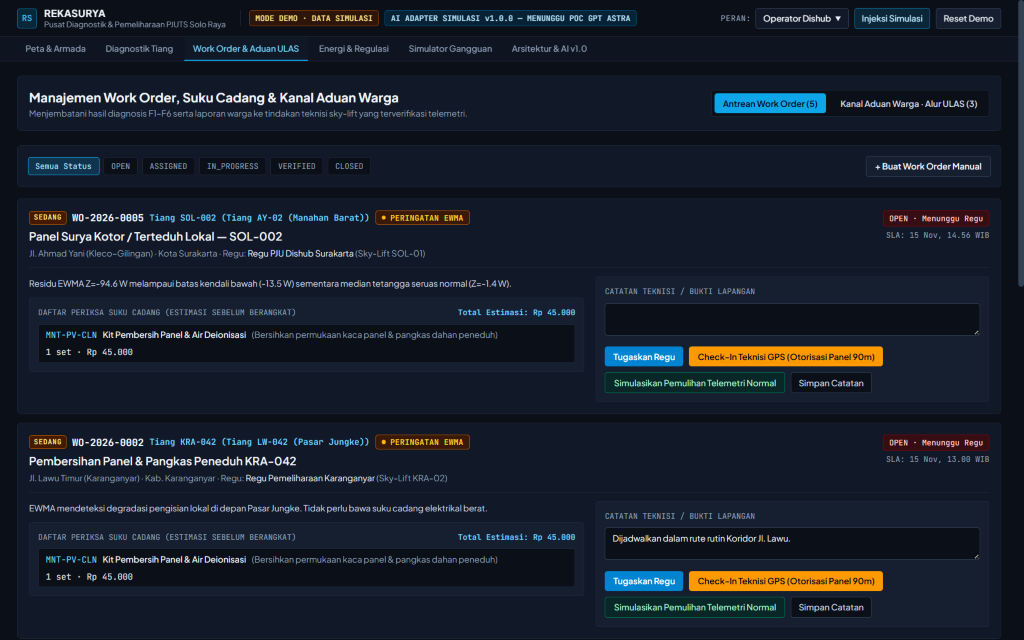 RS
REKASURYA
Pusat Diagnostik & Pemeliharaan PJUTS Solo Raya
MODE DEMO · DATA SIMULASI
AI ADAPTER SIMULASI v1.0.0 — MENUNGGU POC GPT ASTRA
PERAN:
Operator Dishub ▼
Injeksi Simulasi
Reset Demo
Peta & Armada
Diagnostik Tiang
Work Order & Aduan ULAS
Energi & Regulasi
Simulator Gangguan
Arsitektur & AI v1.0
Manajemen Work Order, Suku Cadang & Kanal Aduan Warga
Menjembatani hasil diagnosis F1–F6 serta laporan warga ke tindakan teknisi sky-lift yang terverifikasi telemetri.
Antrean Work Order (5)
Kanal Aduan Warga · Alur ULAS (3)
Semua Status
OPEN
ASSIGNED
IN_PROGRESS
VERIFIED
CLOSED
+ Buat Work Order Manual
SEDANG WO-2026-0005 Tiang SOL-002 (Tiang AY-02 (Manahan Barat)) ● PERINGATAN EWMA
OPEN · Menunggu Regu
Panel Surya Kotor / Terteduh Lokal — SOL-002
SLA: 15 Nov, 14.56 WIB
Jl. Ahmad Yani (Kleco-Gilingan) · Kota Surakarta · Regu: Regu PJU Dishub Surakarta (Sky-Lift SOL-01)
Residu EWMA Z=-94.6 W melampaui batas kendali bawah (-13.5 W) sementara median tetangga seruas normal (Z=-1.4 W).
DAFTAR PERIKSA SUKU CADANG (ESTIMASI SEBELUM BERANGKAT)
Total Estimasi: Rp 45.000
MNT-PV-CLN Kit Pembersih Panel & Air Deionisasi (Bersihkan permukaan kaca panel & pangkas dahan peneduh)
1 set · Rp 45.000
CATATAN TEKNISI / BUKTI LAPANGAN
Tugaskan Regu
Check-In Teknisi GPS (Otorisasi Panel 90m)
Simulasikan Pemulihan Telemetri Normal
Simpan Catatan
SEDANG WO-2026-0002 Tiang KRA-042 (Tiang LW-042 (Pasar Jungke)) ● PERINGATAN EWMA
OPEN · Menunggu Regu
Pembersihan Panel & Pangkas Peneduh KRA-042
SLA: 15 Nov, 13.00 WIB
Jl. Lawu Timur (Karanganyar) · Kab. Karanganyar · Regu: Regu Pemeliharaan Karanganyar (Sky-Lift KRA-02)
EWMA mendeteksi degradasi pengisian lokal di depan Pasar Jungke. Tidak perlu bawa suku cadang elektrikal berat.
DAFTAR PERIKSA SUKU CADANG (ESTIMASI SEBELUM BERANGKAT)
Total Estimasi: Rp 45.000
MNT-PV-CLN Kit Pembersih Panel & Air Deionisasi (Bersihkan permukaan kaca panel & pangkas dahan peneduh)
1 set · Rp 45.000
CATATAN TEKNISI / BUKTI LAPANGAN
Dijadwalkan dalam rute rutin Koridor Jl. Lawu.
Tugaskan Regu
Check-In Teknisi GPS (Otorisasi Panel 90m)
Simulasikan Pemulihan Telemetri Normal
Simpan Catatan